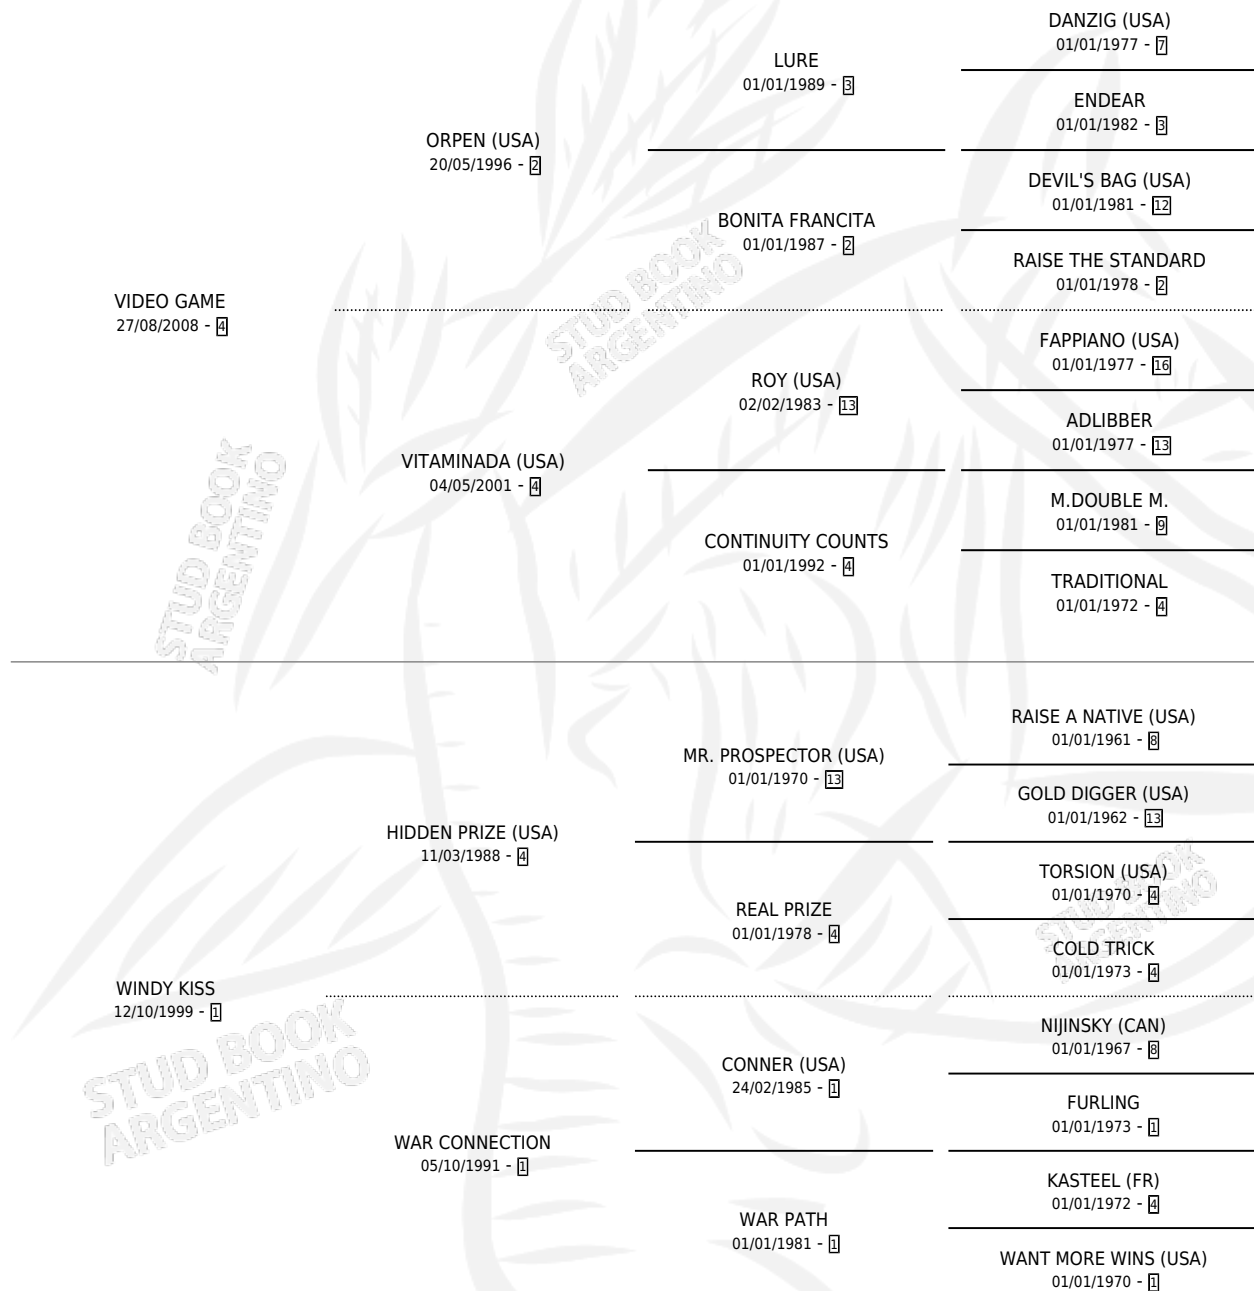 DANZIG (USA)
01/01/1977 - 7
LURE
01/01/1989 - 3
ENDEAR
01/01/1982 - 3
ORPEN (USA)
20/05/1996 - 2
DEVIL'S BAG (USA)
01/01/1981 - 12
BONITA FRANCITA
01/01/1987 - 2
RAISE THE STANDARD
01/01/1978 - 2
VIDEO GAME
27/08/2008 - 4
FAPPIANO (USA)
01/01/1977 - 16
ROY (USA)
02/02/1983 - 13
ADLIBBER
01/01/1977 - 13
VITAMINADA (USA)
04/05/2001 - 4
M.DOUBLE M.
01/01/1981 - 9
CONTINUITY COUNTS
01/01/1992 - 4
TRADITIONAL
01/01/1972 - 4
STUD BOOK
ARGENTINO
STUD BOOK
ARGENTINO
RAISE A NATIVE (USA)
01/01/1961 - 8
MR. PROSPECTOR (USA)
01/01/1970 - 13
GOLD DIGGER (USA)
01/01/1962 - 13
HIDDEN PRIZE (USA)
11/03/1988 - 4
TORSION (USA)
01/01/1970 - 4
REAL PRIZE
01/01/1978 - 4
COLD TRICK
01/01/1973 - 4
WINDY KISS
12/10/1999 - 1
NIJINSKY (CAN)
01/01/1967 - 8
CONNER (USA)
24/02/1985 - 1
FURLING
01/01/1973 - 1
WAR CONNECTION
05/10/1991 - 1
KASTEEL (FR)
01/01/1972 - 4
WAR PATH
01/01/1981 - 1
WANT MORE WINS (USA)
01/01/1970 - 1
STUD BOOK
ARGENTINO
STUD BOOK
ARGENTINO